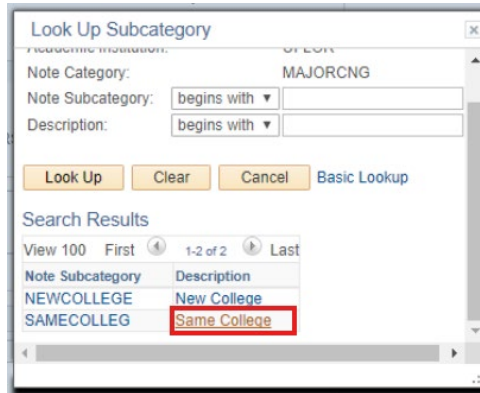 Look Up Subcategory
Academic Institution:
Note Category: MAJORCNG
Note Subcategory: begins with
Description: begins with
Look Up Clear Cancel Basic Lookup
Search Results
View 100 First 1-2 of 2 Last
Note Subcategory Description
NEWCOLLEGE New College
SAMECOLLEG Same College